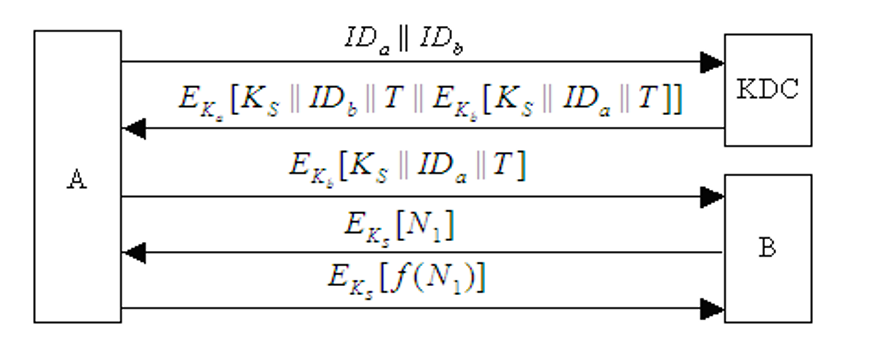 ID_a || ID_b
KDC
E_{K_a}[K_S || ID_b || T || E_{K_b}[K_S || ID_a || T]]
A
E_{K_b}[K_S || ID_a || T]
E_{K_s}[N_1]
B
E_{K_s}[f(N_1)]